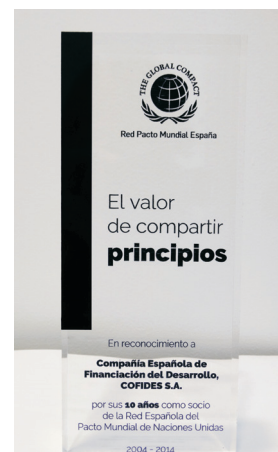 THE GLOBAL COMPACT
Red Pacto Mundial España
El valor
de compartir
principios
En reconocimiento a
Compañía Española de
Financiación del Desarrollo,
COFIDES S.A.
por sus 10 años como socio
de la Red Española del
Pacto Mundial de Naciones Unidas
2004 - 2014